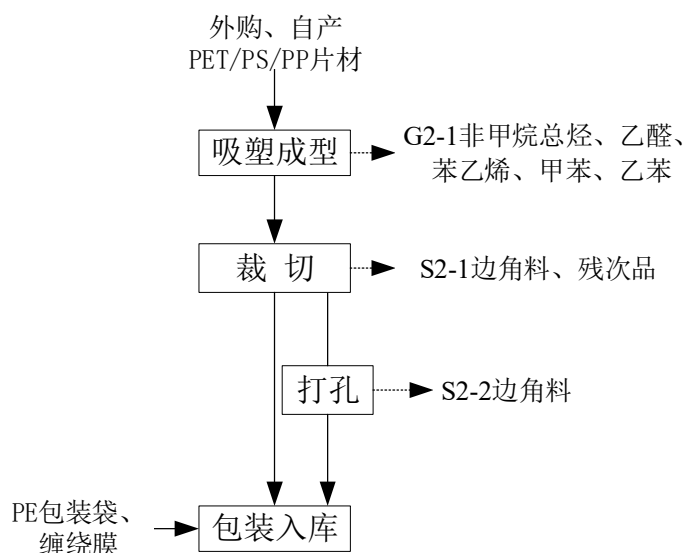 外购、自产
PET/PS/PP片材
吸塑成型
G2-1非甲烷总烃、乙醛、
苯乙烯、甲苯、乙苯
裁 切
S2-1边角料、残次品
打孔
S2-2边角料
PE包装袋、
缠绕膜
包装入库